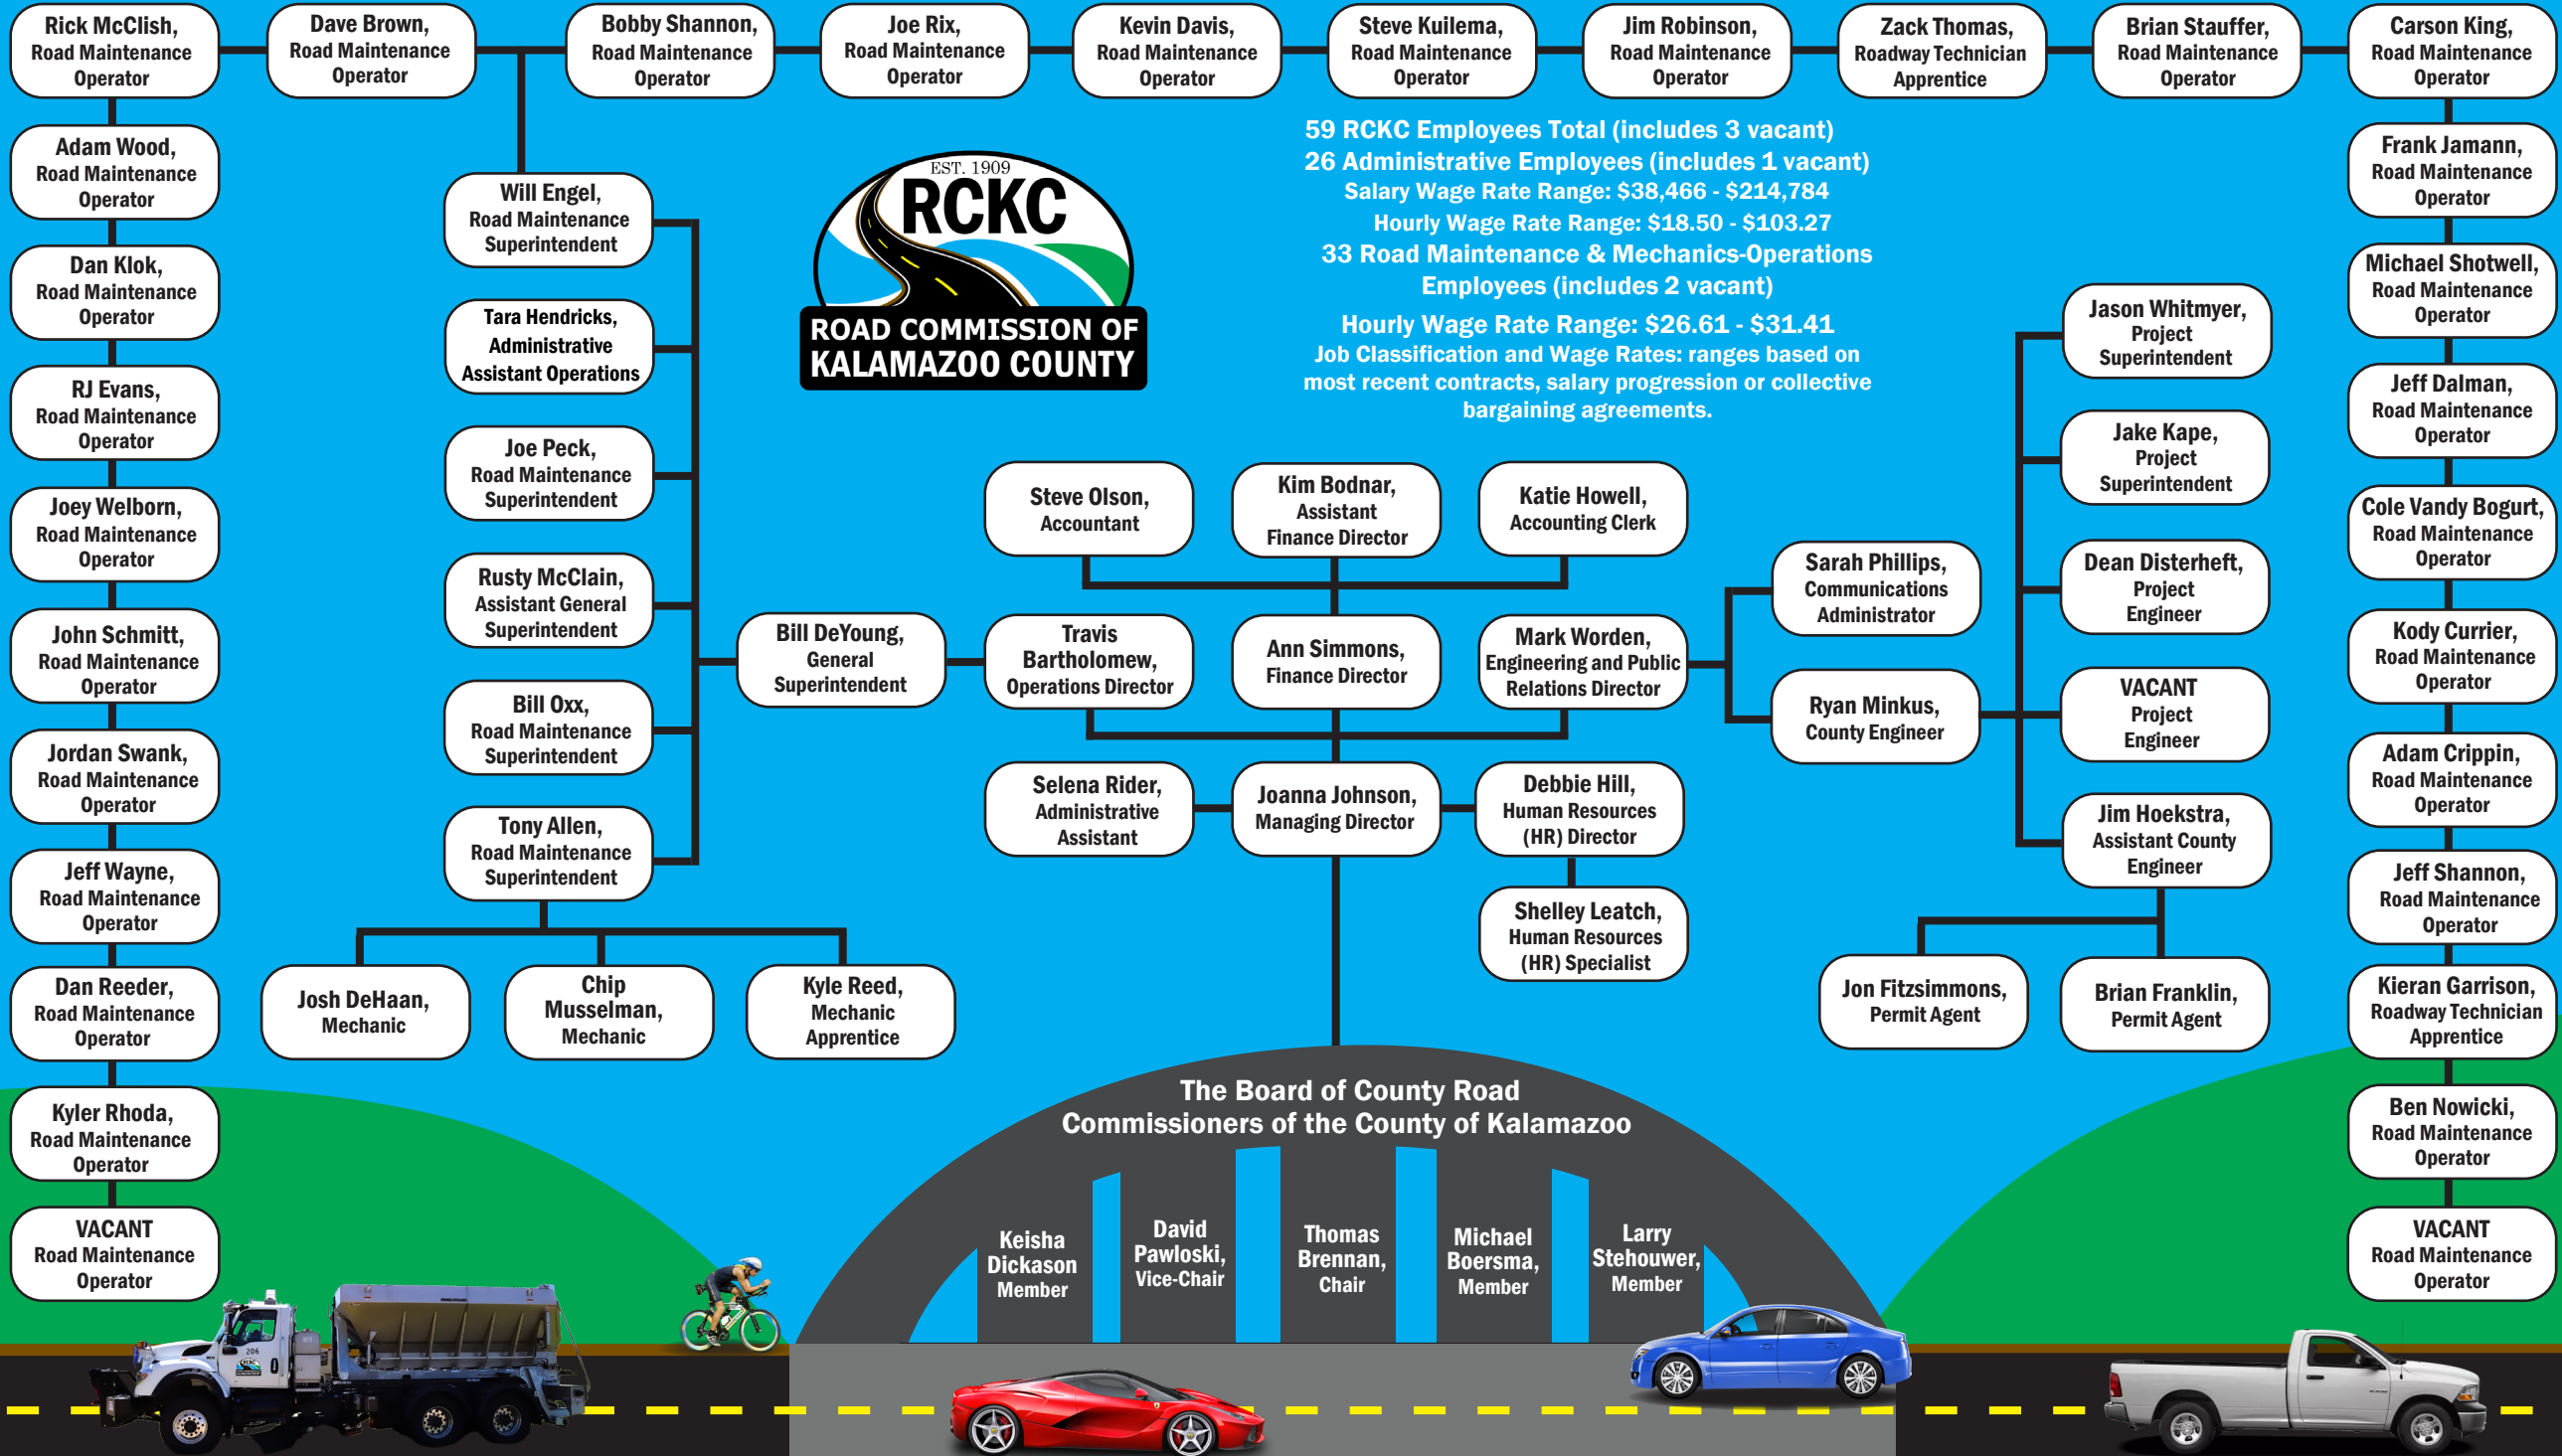 Rick McClish,
Road Maintenance
Operator
Dave Brown,
Road Maintenance
Operator
Bobby Shannon,
Road Maintenance
Operator
Joe Rix,
Road Maintenance
Operator
Kevin Davis,
Road Maintenance
Operator
Steve Kuilema,
Road Maintenance
Operator
Jim Robinson,
Road Maintenance
Operator
Zack Thomas,
Roadway Technician
Apprentice
Brian Stauffer,
Road Maintenance
Operator
Carson King,
Road Maintenance
Operator
Adam Wood,
Road Maintenance
Operator
Dan Klok,
Road Maintenance
Operator
RJ Evans,
Road Maintenance
Operator
Joey Welborn,
Road Maintenance
Operator
John Schmitt,
Road Maintenance
Operator
Jordan Swank,
Road Maintenance
Operator
Jeff Wayne,
Road Maintenance
Operator
Dan Reeder,
Road Maintenance
Operator
Kyler Rhoda,
Road Maintenance
Operator
VACANT
Road Maintenance
Operator
Will Engel,
Road Maintenance
Superintendent
Tara Hendricks,
Administrative
Assistant Operations
Joe Peck,
Road Maintenance
Superintendent
Rusty McClain,
Assistant General
Superintendent
Bill Oxx,
Road Maintenance
Superintendent
Tony Allen,
Road Maintenance
Superintendent
Josh DeHaan,
Mechanic
Chip
Musselman,
Mechanic
Kyle Reed,
Mechanic
Apprentice
Bill DeYoung,
General
Superintendent
EST. 1909
RCKC
ROAD COMMISSION OF
KALAMAZOO COUNTY
59 RCKC Employees Total (includes 3 vacant)
26 Administrative Employees (includes 1 vacant)
Salary Wage Rate Range: $38,466 - $214,784
Hourly Wage Rate Range: $18.50 - $103.27
33 Road Maintenance & Mechanics-Operations
Employees (includes 2 vacant)
Hourly Wage Rate Range: $26.61 - $31.41
Job Classification and Wage Rates: ranges based on
most recent contracts, salary progression or collective
bargaining agreements.
Steve Olson,
Accountant
Kim Bodnar,
Assistant
Finance Director
Katie Howell,
Accounting Clerk
Travis
Bartholomew,
Operations Director
Ann Simmons,
Finance Director
Mark Worden,
Engineering and Public
Relations Director
Selena Rider,
Administrative
Assistant
Joanna Johnson,
Managing Director
Debbie Hill,
Human Resources
(HR) Director
Shelley Leatch,
Human Resources
(HR) Specialist
Sarah Phillips,
Communications
Administrator
Ryan Minkus,
County Engineer
Jason Whitmyer,
Project
Superintendent
Jake Kape,
Project
Superintendent
Dean Disterheft,
Project
Engineer
VACANT
Project
Engineer
Jim Hoekstra,
Assistant County
Engineer
Jon Fitzsimmons,
Permit Agent
Brian Franklin,
Permit Agent
Frank Jamann,
Road Maintenance
Operator
Michael Shotwell,
Road Maintenance
Operator
Jeff Dalman,
Road Maintenance
Operator
Cole Vandy Bogurt,
Road Maintenance
Operator
Kody Currier,
Road Maintenance
Operator
Adam Crippin,
Road Maintenance
Operator
Jeff Shannon,
Road Maintenance
Operator
Kieran Garrison,
Roadway Technician
Apprentice
Ben Nowicki,
Road Maintenance
Operator
VACANT
Road Maintenance
Operator
The Board of County Road
Commissioners of the County of Kalamazoo
Keisha
Dickason
Member
David
Pawloski,
Vice-Chair
Thomas
Brennan,
Chair
Michael
Boersma,
Member
Larry
Stehouwer,
Member
206
RCKC